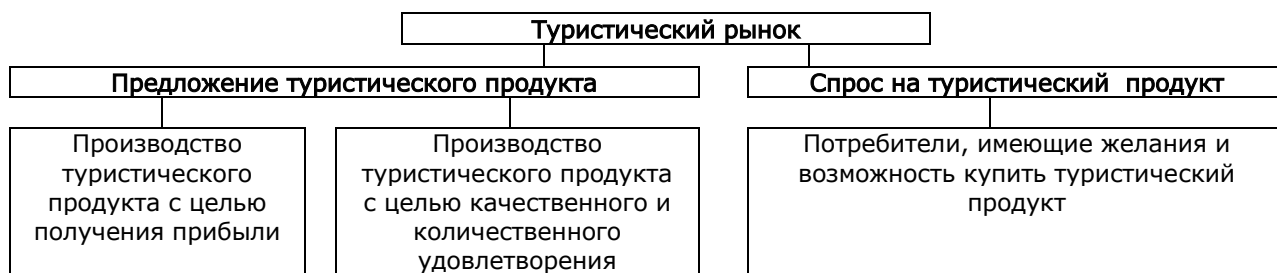 Туристический рынок
Предложение туристического продукта
Спрос на туристический продукт
Производство
туристического
продукта с целью
получения прибыли
Производство
туристического продукта
с целью качественного и
количественного
удовлетворения
Потребители, имеющие желания и
возможность купить туристический
продукт